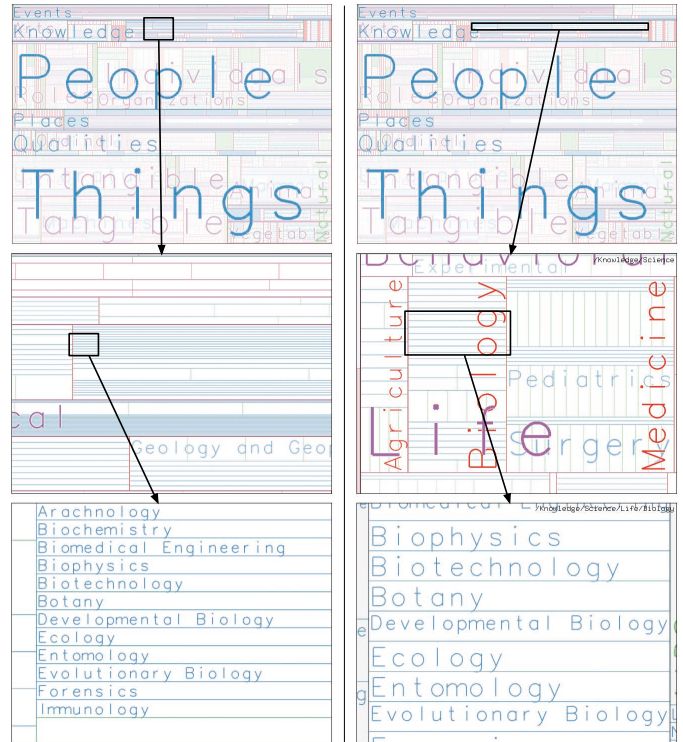 Events
Knowledge
People
Individuals
Roles
Organizations
Places
Qualities
Things
Intangible
Tangible
Natural
Events
Knowledge
People
Individuals
Roles
Organizations
Places
Qualities
Things
Intangible
Tangible
Natural
cal
Geology and Geop
/Knowledge/Science
Behavioral
Experimental
Agriculture
Biology
Medicine
Pediatrics
Life
Surgery
Arachnology
Biochemistry
Biomedical Engineering
Biophysics
Biotechnology
Botany
Developmental Biology
Ecology
Entomology
Evolutionary Biology
Forensics
Immunology
/Knowledge/Science/Life/Biology
Biophysics
Biotechnology
Botany
Developmental Biology
Ecology
Entomology
Evolutionary Biology